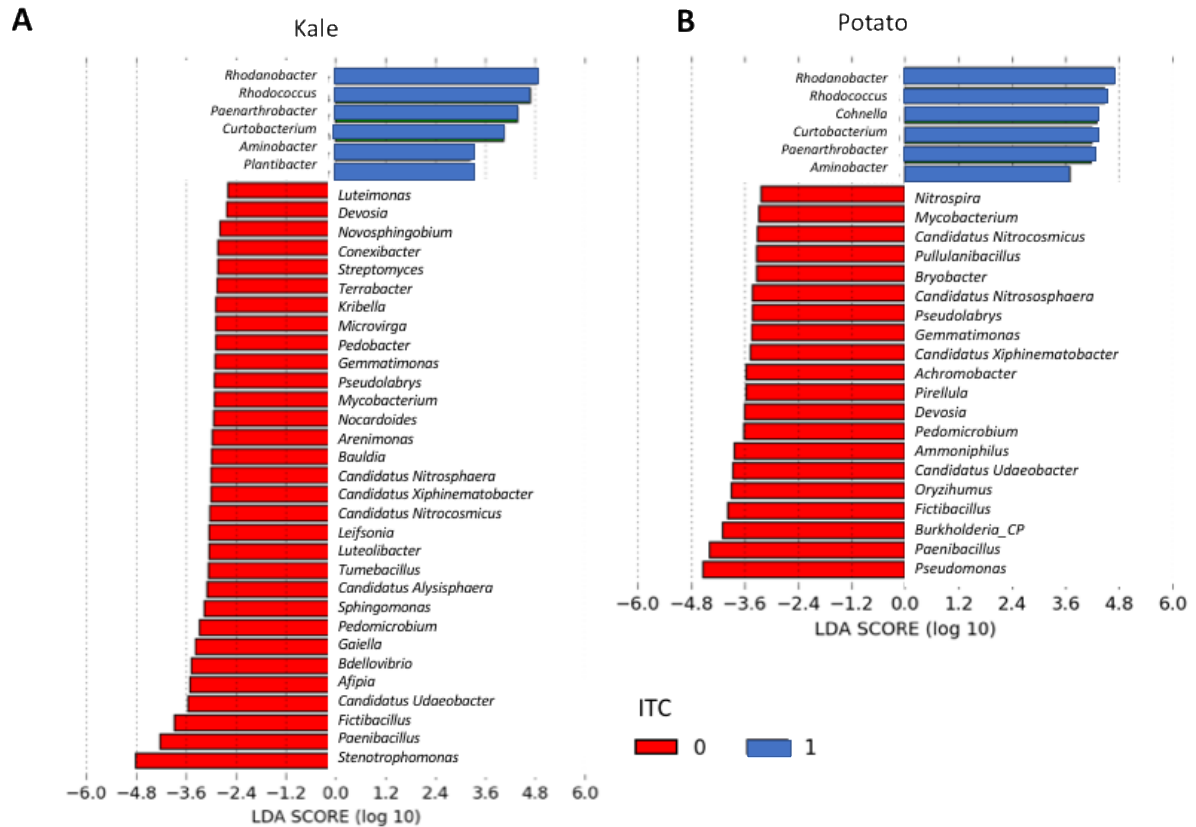 A
Kale
Rhodanobacter
Rhodococcus
Paenarthrobacter
Curtobacterium
Aminobacter
Plantibacter
Luteimonas
Devosia
Novosphingobium
Conexibacter
Streptomyces
Terrabacter
Kribella
Microvirga
Pedobacter
Gemmatimonas
Pseudolabrys
Mycobacterium
Nocardoides
Arenimonas
Bauldia
Candidatus Nitrosphaera
Candidatus Xiphinematobacter
Candidatus Nitrocosmicus
Leifsonia
Luteolibacter
Tumebacillus
Candidatus Alysisphaera
Sphingomonas
Pedomicrobium
Gaiella
Bdellovibrio
Afipia
Candidatus Udaeobacter
Fictibacillus
Paenibacillus
Stenotrophomonas
−6.0 −4.8 −3.6 −2.4 −1.2 0.0 1.2 2.4 3.6 4.8 6.0
LDA SCORE (log 10)
B
Potato
Rhodanobacter
Rhodococcus
Cohnella
Curtobacterium
Paenarthrobacter
Aminobacter
Nitrospira
Mycobacterium
Candidatus Nitrocosmicus
Pullulanibacillus
Bryobacter
Candidatus Nitrososphaera
Pseudolabrys
Gemmatimonas
Candidatus Xiphinematobacter
Achromobacter
Pirellula
Devosia
Pedomicrobium
Ammoniphilus
Candidatus Udaeobacter
Oryzihumus
Fictibacillus
Burkholderia_CP
Paenibacillus
Pseudomonas
−6.0 −4.8 −3.6 −2.4 −1.2 0.0 1.2 2.4 3.6 4.8 6.0
LDA SCORE (log 10)
ITC
0 1